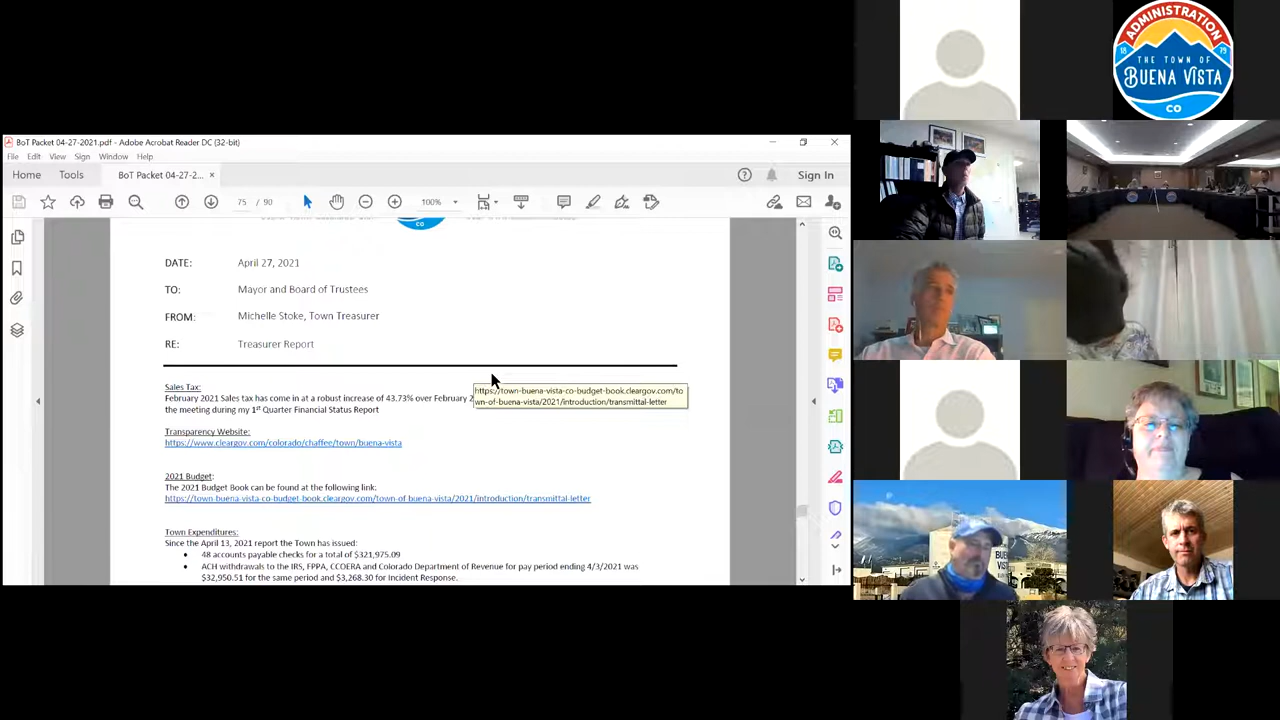 BoT Packet 04-27-2021.pdf - Adobe Acrobat Reader DC (32-bit)
File Edit View Sign Window Help
Home Tools BoT Packet 04-27-2... × Sign In
75 / 90 100%
CO
DATE: April 27, 2021
TO: Mayor and Board of Trustees
FROM: Michelle Stoke, Town Treasurer
RE: Treasurer Report
Sales Tax:
February 2021 Sales tax has come in at a robust increase of 43.73% over February 2
the meeting during my 1st Quarter Financial Status Report
https://town-buena-vista-co-budget-book.cleargov.com/to
wn-of-buena-vista/2021/introduction/transmittal-letter
Transparency Website:
https://www.cleargov.com/colorado/chaffee/town/buena-vista
2021 Budget:
The 2021 Budget Book can be found at the following link:
https://town-buena-vista-co-budget-book.cleargov.com/town-of-buena-vista/2021/introduction/transmittal-letter
Town Expenditures:
Since the April 13, 2021 report the Town has issued:
• 48 accounts payable checks for a total of $321,975.09
• ACH withdrawals to the IRS, FPPA, CCOERA and Colorado Department of Revenue for pay period ending 4/3/2021 was
$32,950.51 for the same period and $3,268.30 for Incident Response.
ADMINISTRATION
18 79
THE TOWN OF
BUENA VISTA
CO
BUEN
VIST